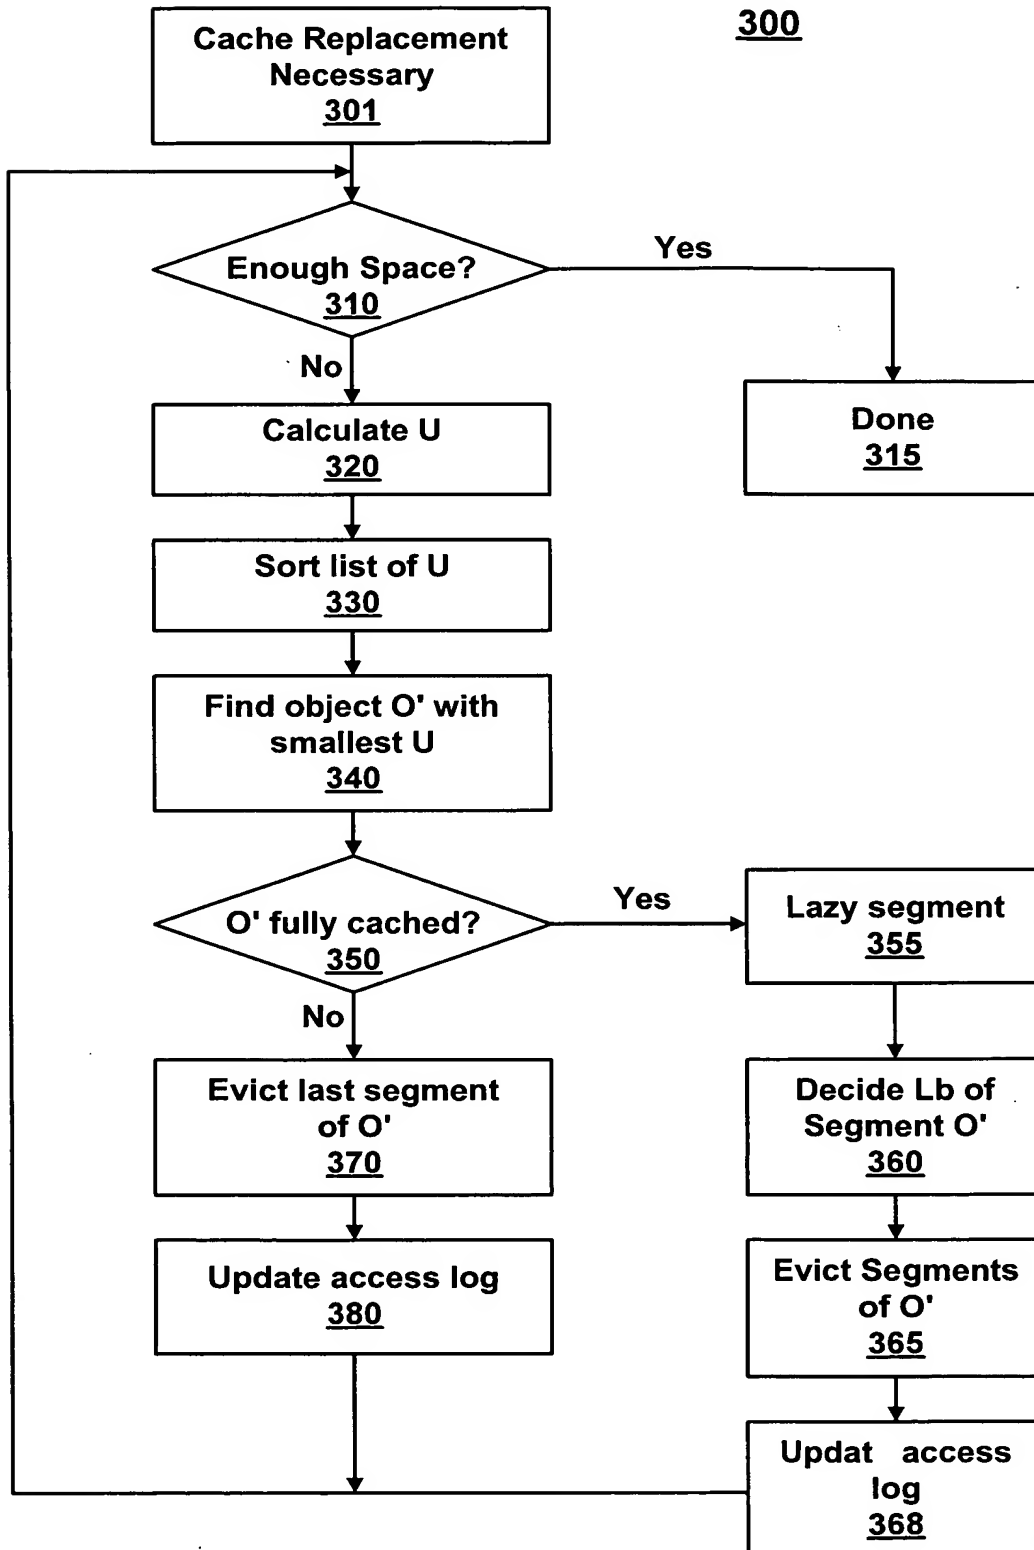 300
Cache Replacement
Necessary
301
Enough Space?
310
Yes
No
Calculate U
320
Done
315
Sort list of U
330
Find object O' with
smallest U
340
O' fully cached?
350
Yes
Lazy segment
355
No
Evict last segment
of O'
370
Decide Lb of
Segment O'
360
Update access log
380
Evict Segments
of O'
365
Updat access
log
368